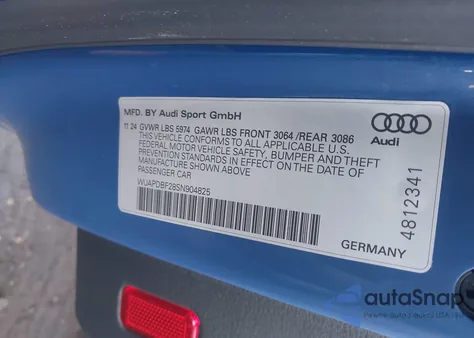 MFD. BY Audi Sport GmbH
11 24 GVWR LBS 5974 GAWR LBS FRONT 3064 /REAR 3086
THIS VEHICLE CONFORMS TO ALL APPLICABLE U.S.
FEDERAL MOTOR VEHICLE SAFETY, BUMPER AND THEFT
PREVENTION STANDARDS IN EFFECT ON THE DATE OF
MANUFACTURE SHOWN ABOVE.
PASSENGER CAR
WUAPDBF28SN904825
Audi
4812341
GERMANY
autoSnap